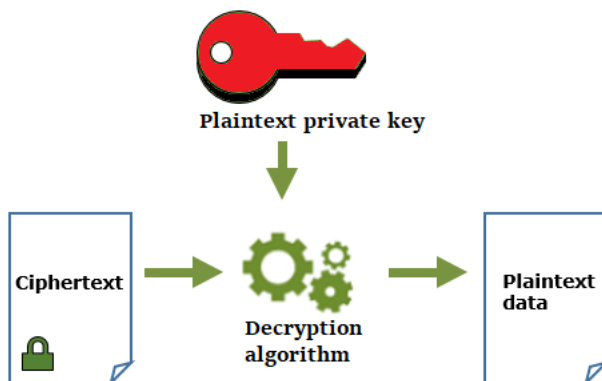 Plaintext private key
Ciphertext
Decryption
algorithm
Plaintext
data